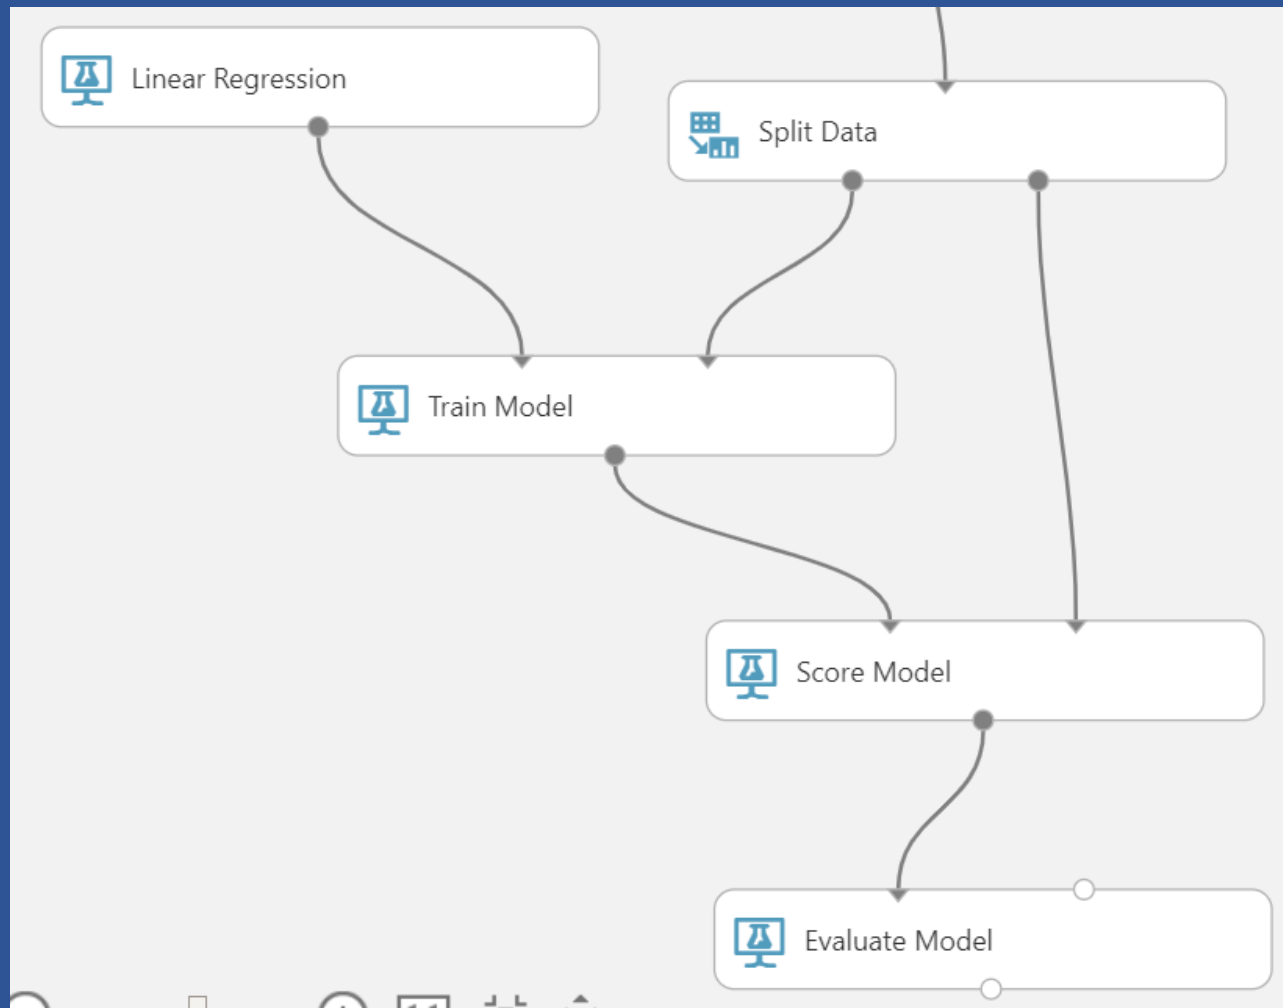 Linear Regression
Split Data
Train Model
Score Model
Evaluate Model